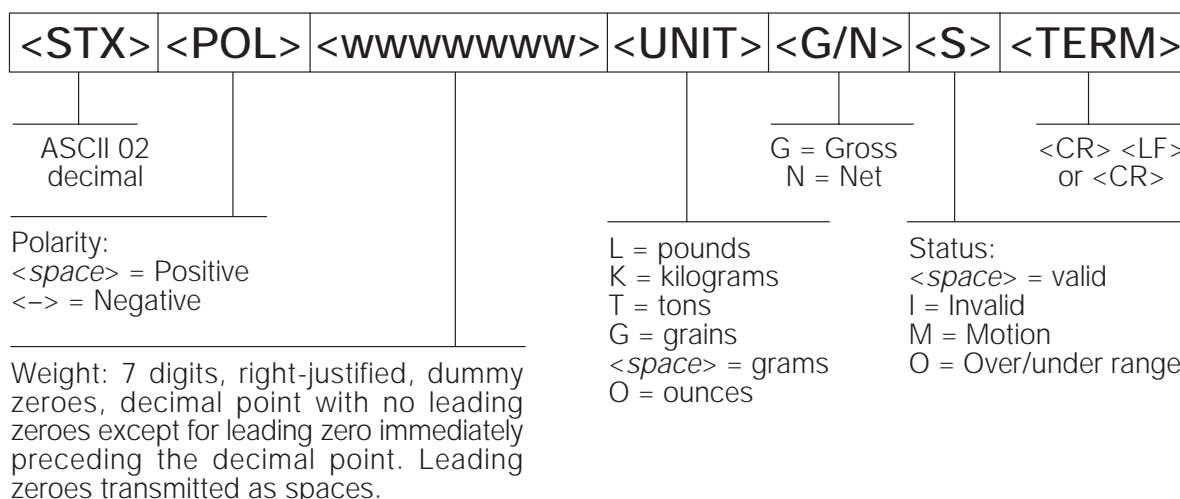 <STX> <POL> <wwwwwww> <UNIT> <G/N> <S> <TERM>
ASCII 02
decimal
G = Gross
N = Net
<CR> <LF>
or <CR>
Polarity:
<space> = Positive
<–> = Negative
L = pounds
K = kilograms
T = tons
G = grains
<space> = grams
O = ounces
Status:
<space> = valid
I = Invalid
M = Motion
O = Over/under range
Weight: 7 digits, right-justified, dummy
zeroes, decimal point with no leading
zeroes except for leading zero immediately
preceding the decimal point. Leading
zeroes transmitted as spaces.